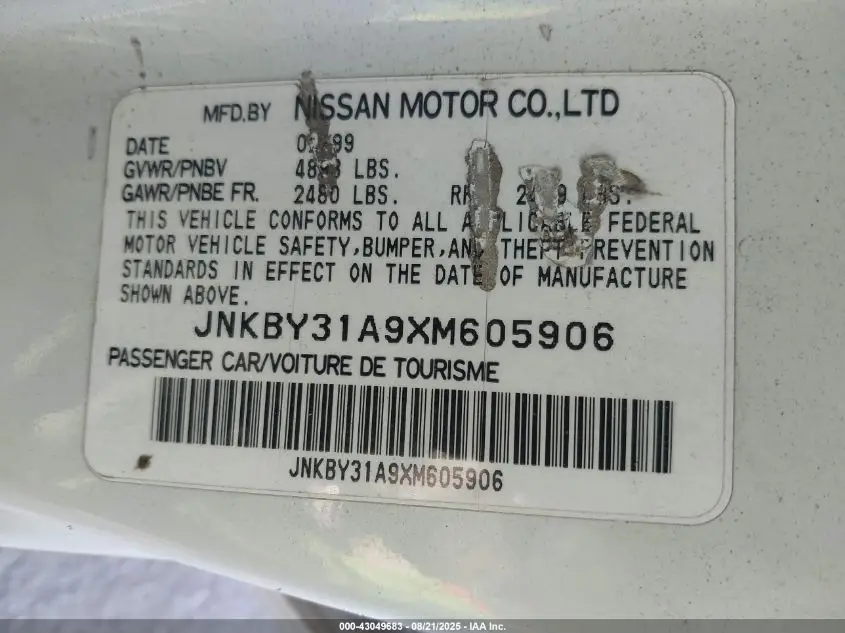 MFD.BY NISSAN MOTOR CO.,LTD
DATE
GVWR/PNBV LBS.
GAWR/PNBE FR. 2480 LBS.
THIS VEHICLE CONFORMS TO ALL FEDERAL
MOTOR VEHICLE SAFETY,BUMPER,AND THEFT PREVENTION
STANDARDS IN EFFECT ON THE DATE OF MANUFACTURE
SHOWN ABOVE.
JNKBY31A9XM605906
PASSENGER CAR/VOITURE DE TOURISME
JNKBY31A9XM605906
000-43049683 - 08/21/2025 - IAA Inc.